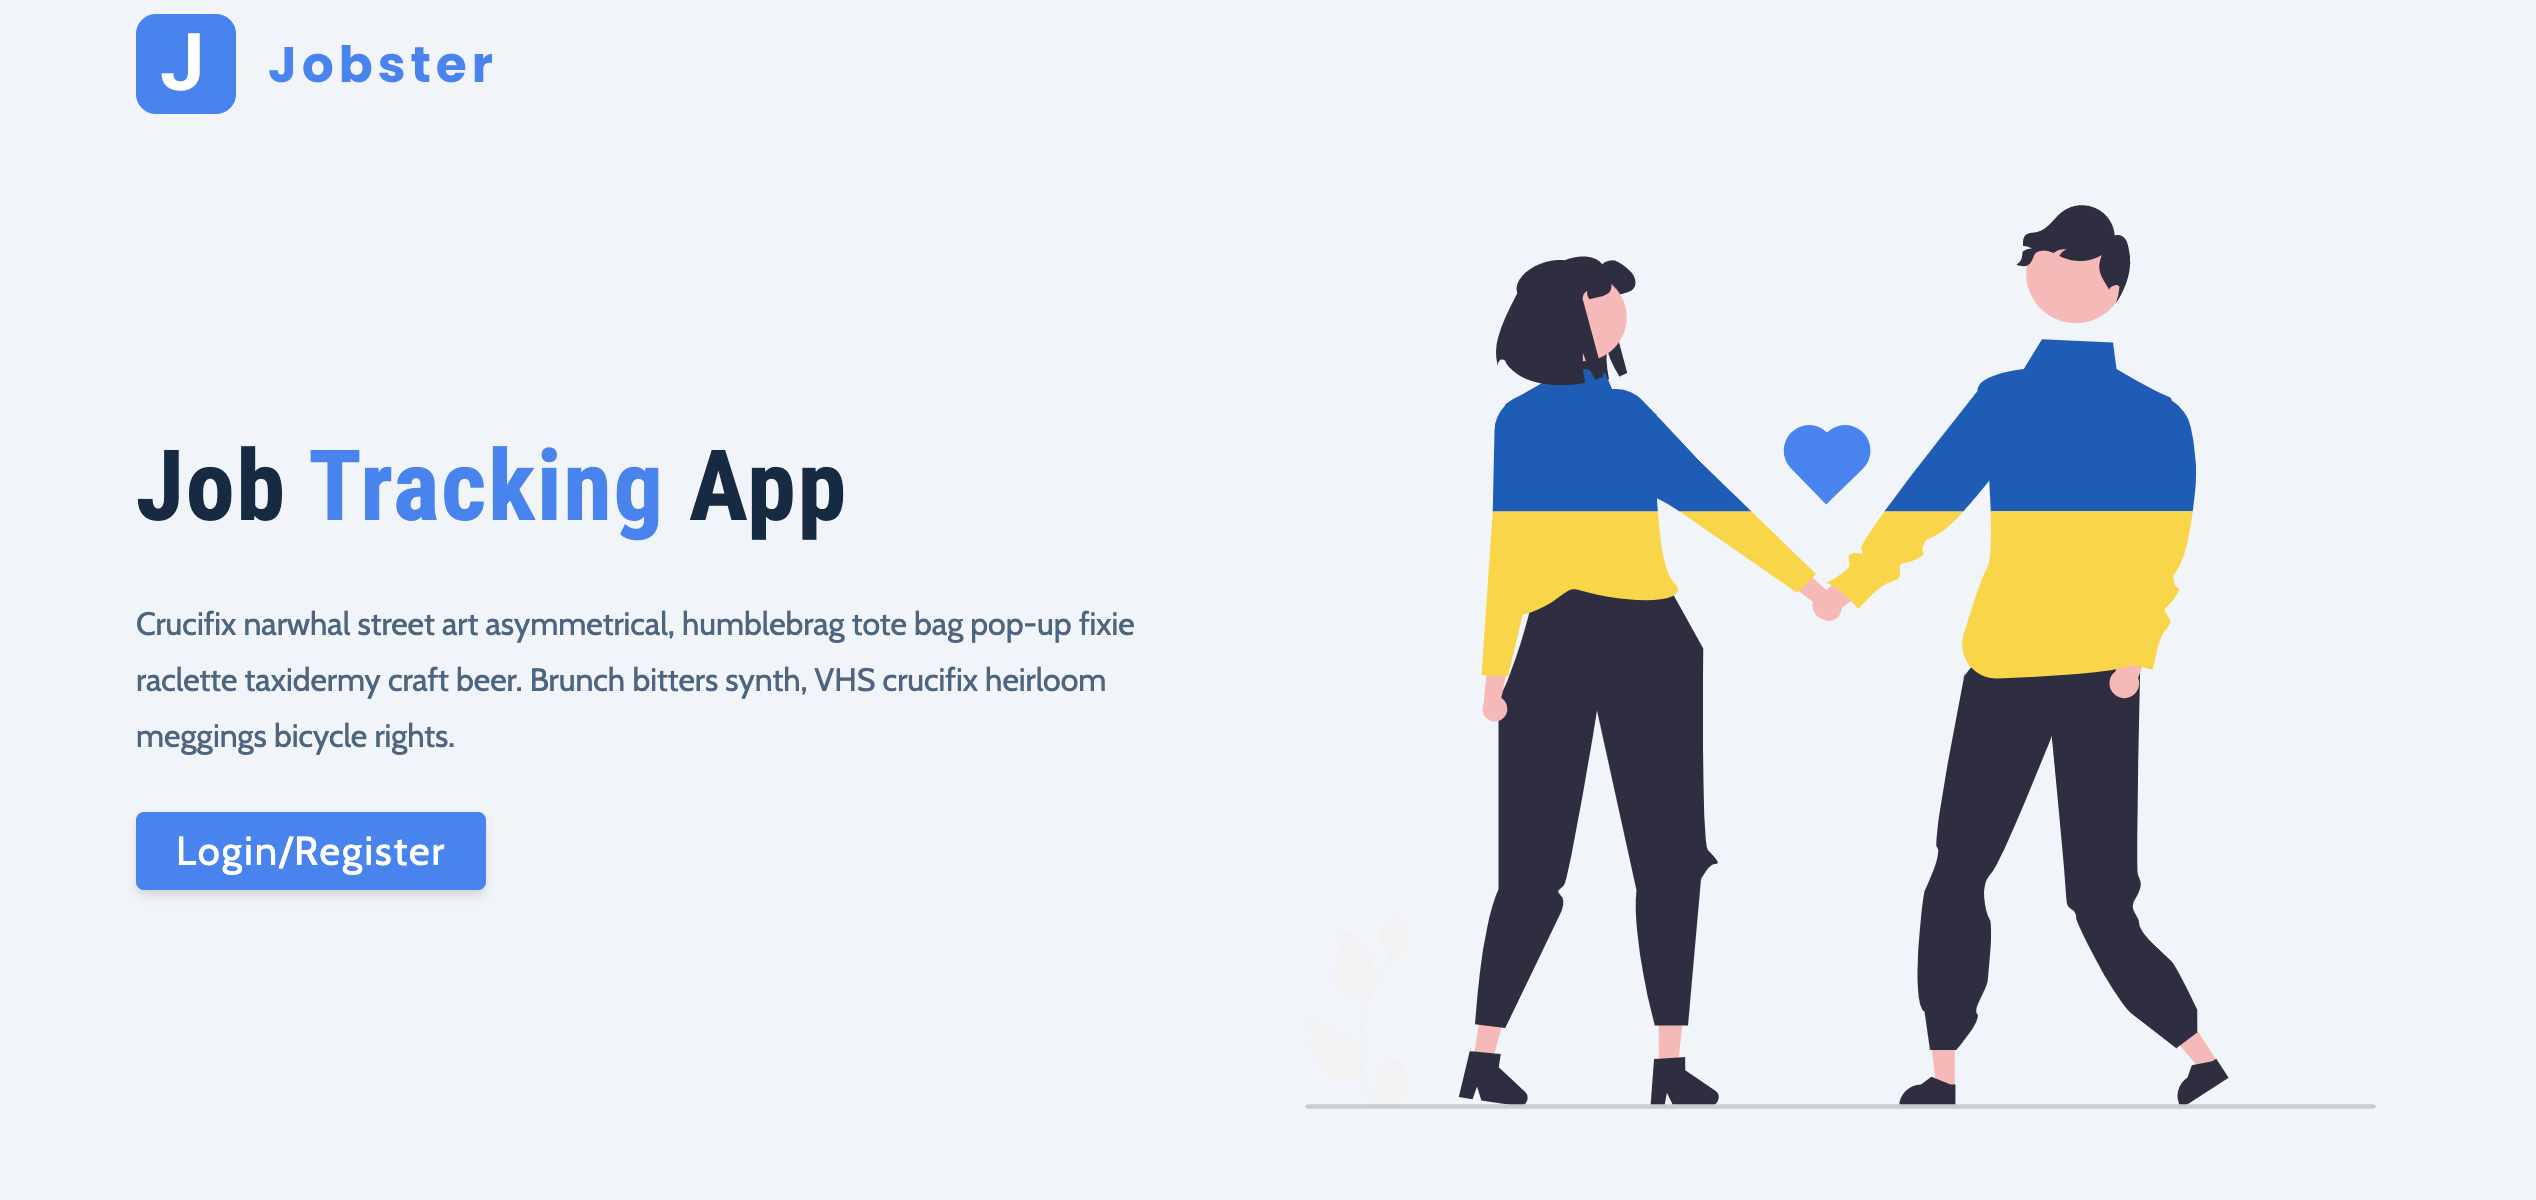 J
Jobster
Job Tracking App
Crucifix narwhal street art asymmetrical, humblebrag tote bag pop-up fixie
raclette taxidermy craft beer. Brunch bitters synth, VHS crucifix heirloom
meggings bicycle rights.
Login/Register